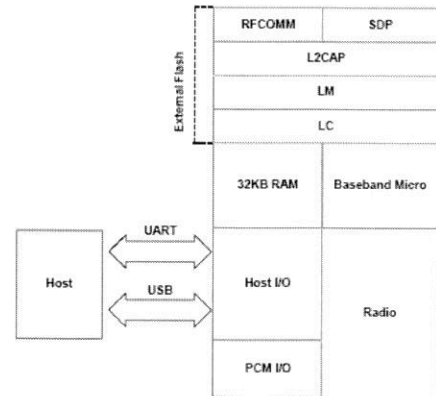 RFCOMM
SDP
L2CAP
LM
LC
External Flash
32KB RAM
Baseband Micro
UART
Host
Host I/O
USB
Radio
PCM I/O